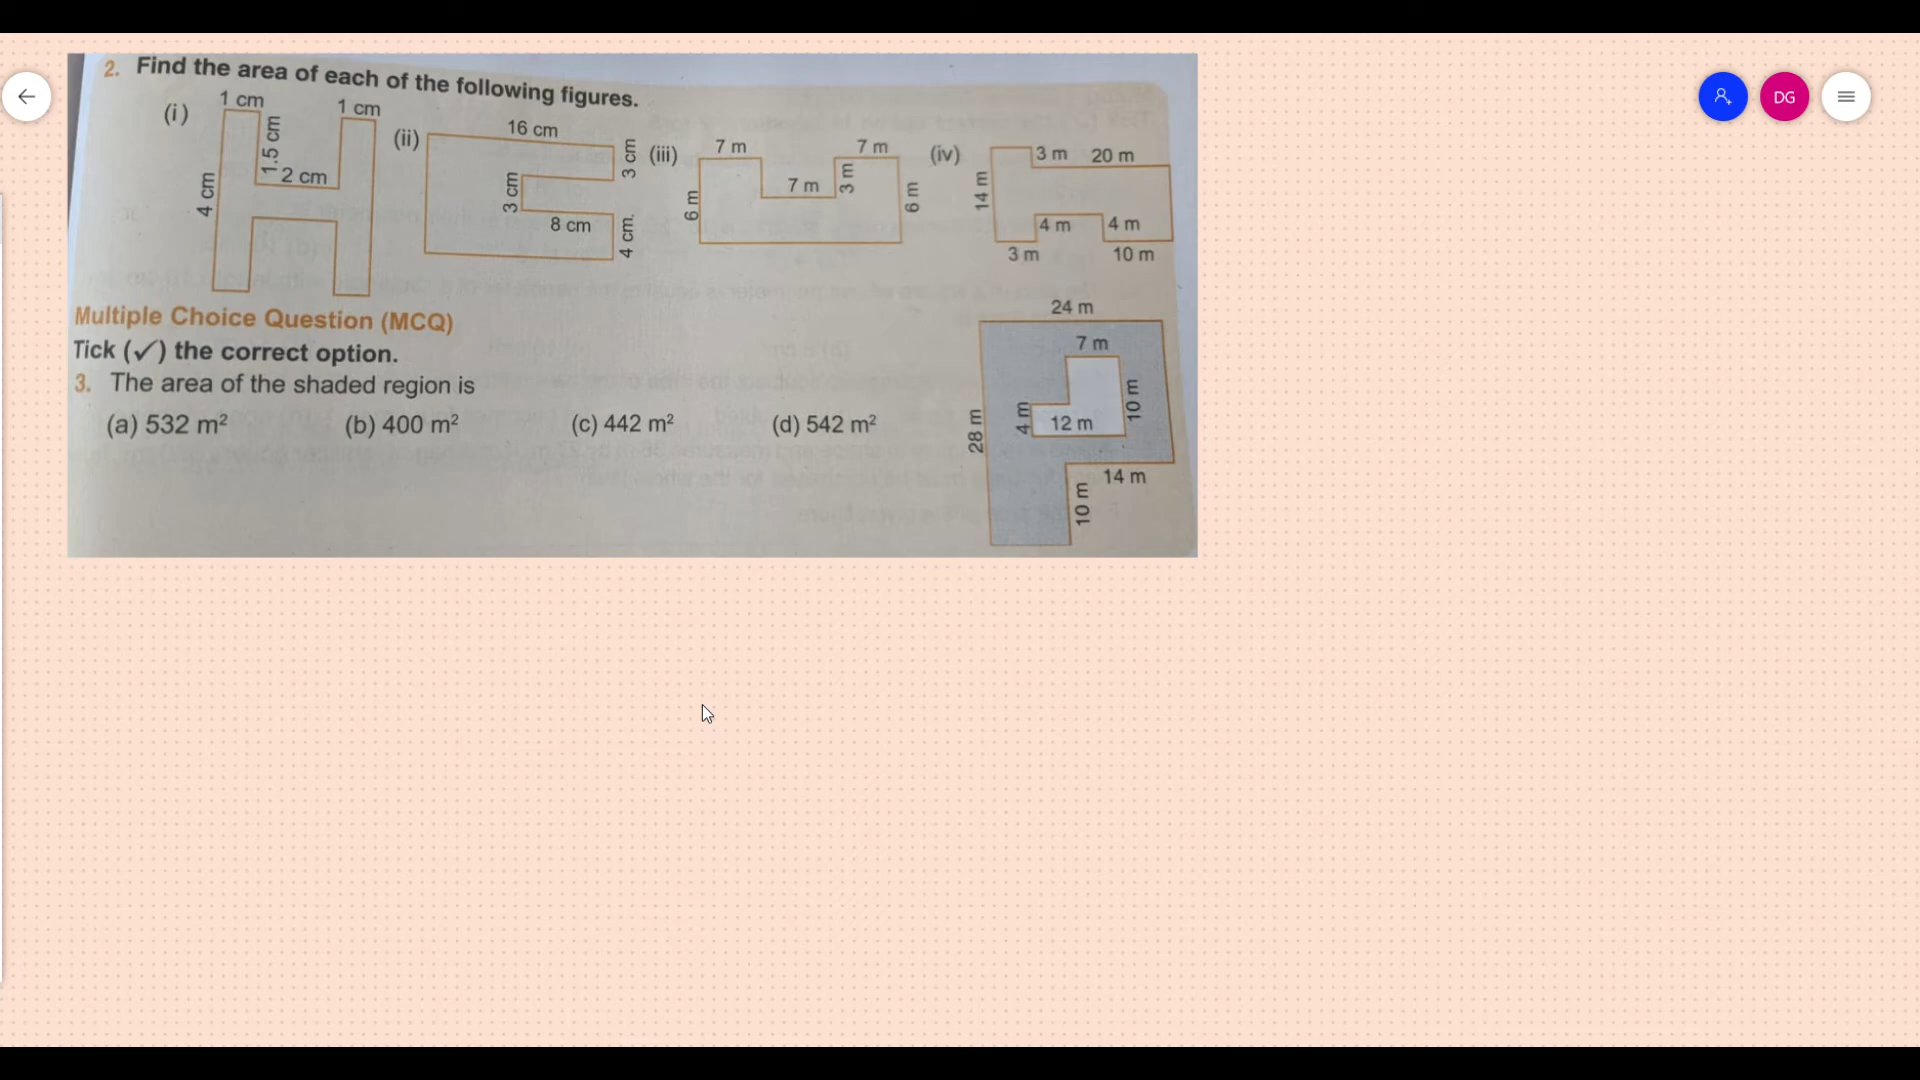 2. Find the area of each of the following figures.
(i)
1 cm
1 cm
1.5 cm
2 cm
4 cm
(ii)
16 cm
3 cm
3 cm
8 cm
4 cm.
(iii)
7 m
7 m
7 m
3 m
6 m
6 m
(iv)
3 m 20 m
14 m
4 m
4 m
3 m
10 m
Multiple Choice Question (MCQ)
Tick (✓) the correct option.
3. The area of the shaded region is
(a) 532 m² (b) 400 m² (c) 442 m² (d) 542 m²
24 m
7 m
10 m
4 m
12 m
28 m
14 m
10 m
DG